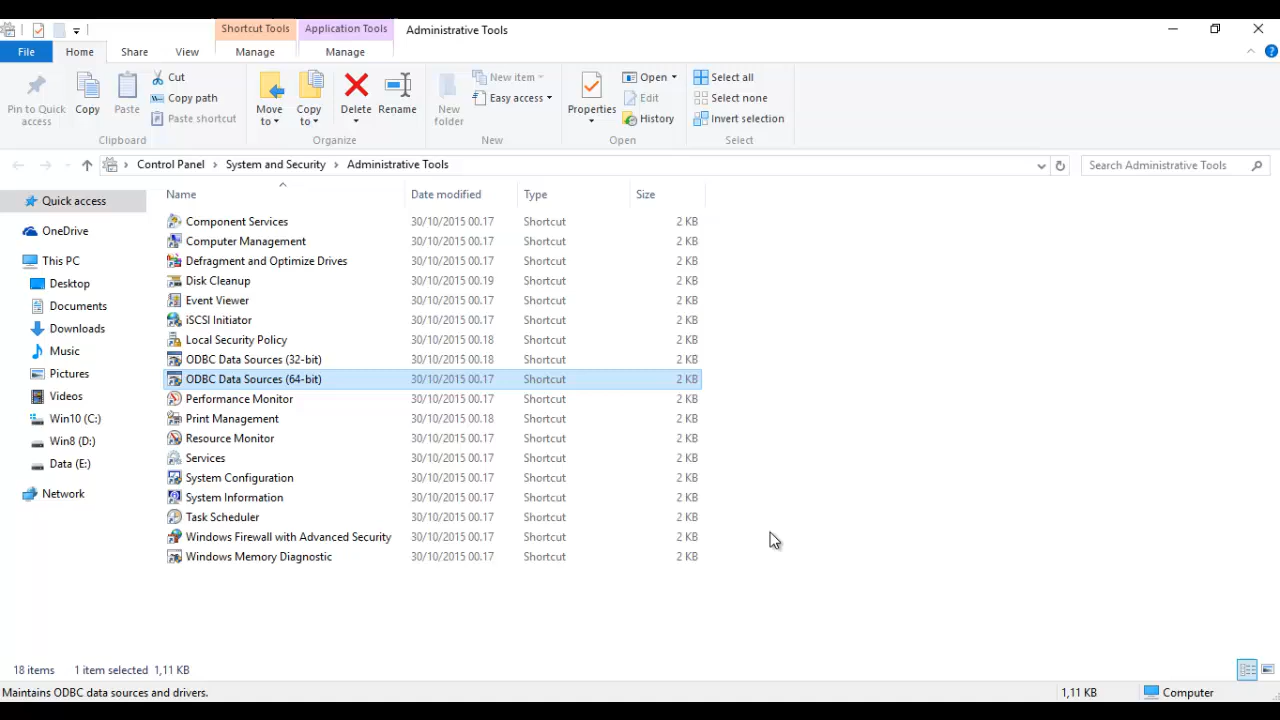 Shortcut Tools Application Tools Administrative Tools
File Home Share View Manage Manage
Pin to Quick access
Copy
Paste
Cut
Copy path
Paste shortcut
Clipboard
Move to
Copy to
Delete
Rename
Organize
New folder
New item
Easy access
New
Properties
Open
Edit
History
Open
Select all
Select none
Invert selection
Select
Control Panel System and Security Administrative Tools
Search Administrative Tools
Quick access
OneDrive
This PC
Desktop
Documents
Downloads
Music
Pictures
Videos
Win10 (C:)
Win8 (D:)
Data (E:)
Network
Name Date modified Type Size
Component Services 30/10/2015 00.17 Shortcut 2 KB
Computer Management 30/10/2015 00.17 Shortcut 2 KB
Defragment and Optimize Drives 30/10/2015 00.17 Shortcut 2 KB
Disk Cleanup 30/10/2015 00.19 Shortcut 2 KB
Event Viewer 30/10/2015 00.17 Shortcut 2 KB
iSCSI Initiator 30/10/2015 00.17 Shortcut 2 KB
Local Security Policy 30/10/2015 00.18 Shortcut 2 KB
ODBC Data Sources (32-bit) 30/10/2015 00.18 Shortcut 2 KB
ODBC Data Sources (64-bit) 30/10/2015 00.17 Shortcut 2 KB
Performance Monitor 30/10/2015 00.17 Shortcut 2 KB
Print Management 30/10/2015 00.18 Shortcut 2 KB
Resource Monitor 30/10/2015 00.17 Shortcut 2 KB
Services 30/10/2015 00.17 Shortcut 2 KB
System Configuration 30/10/2015 00.17 Shortcut 2 KB
System Information 30/10/2015 00.17 Shortcut 2 KB
Task Scheduler 30/10/2015 00.17 Shortcut 2 KB
Windows Firewall with Advanced Security 30/10/2015 00.17 Shortcut 2 KB
Windows Memory Diagnostic 30/10/2015 00.17 Shortcut 2 KB
18 items 1 item selected 1,11 KB
Maintains ODBC data sources and drivers. 1,11 KB Computer